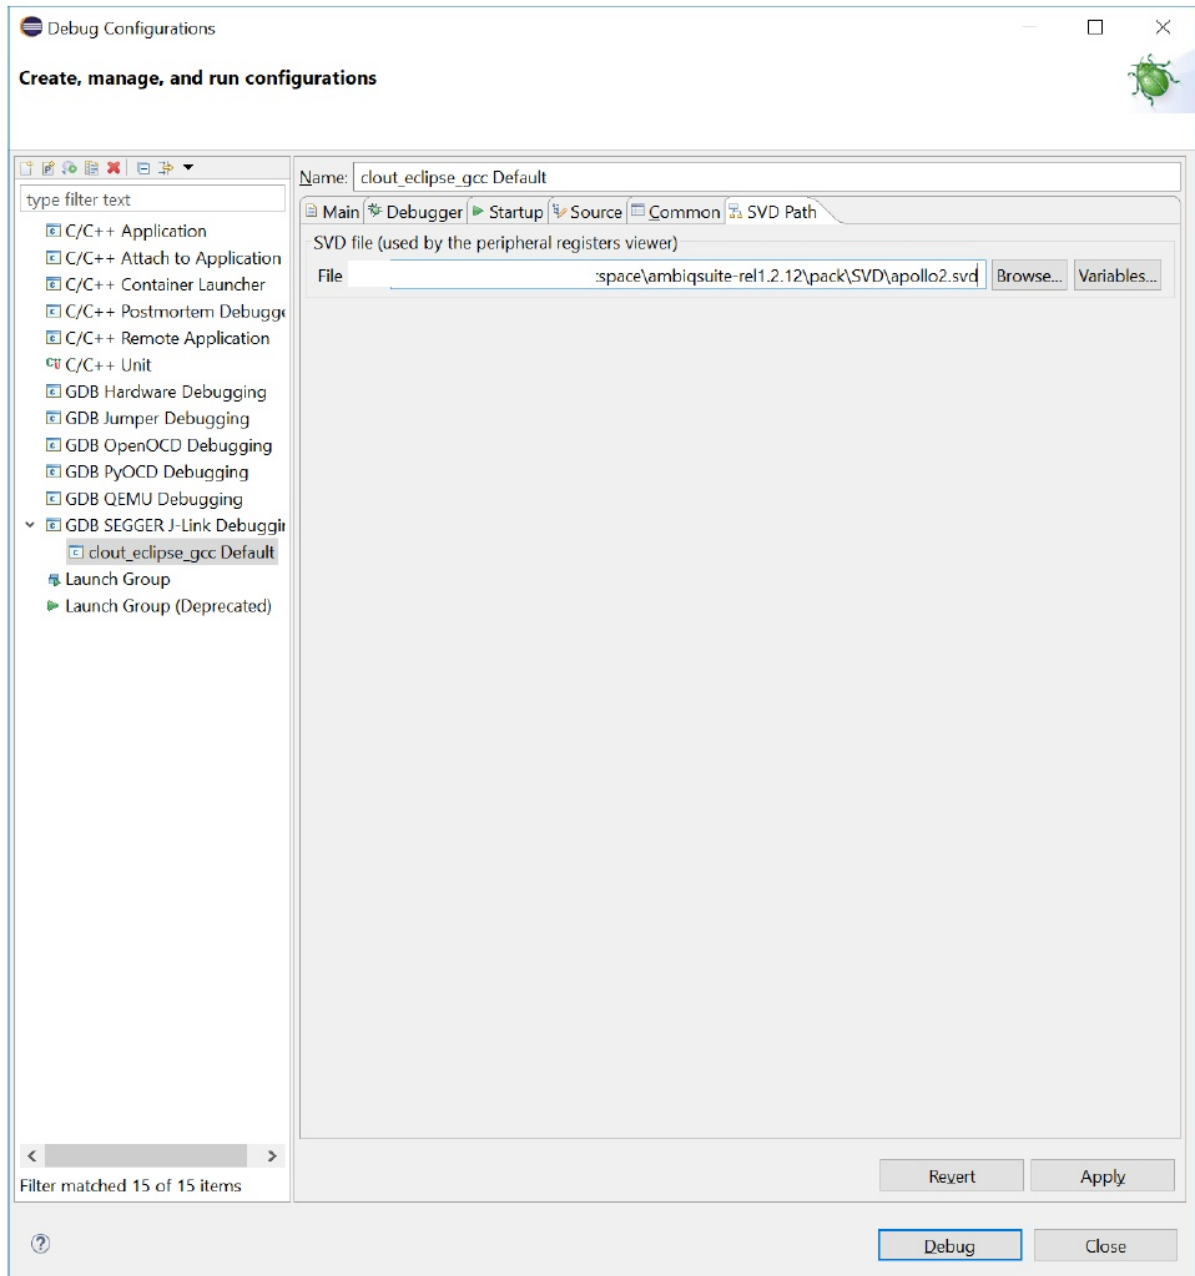 Debug Configurations
Create, manage, and run configurations
type filter text
C/C++ Application
C/C++ Attach to Application
C/C++ Container Launcher
C/C++ Postmortem Debugge
C/C++ Remote Application
C/C++ Unit
GDB Hardware Debugging
GDB Jumper Debugging
GDB OpenOCD Debugging
GDB PyOCD Debugging
GDB QEMU Debugging
GDB SEGGER J-Link Debuggin
clout_eclipse_gcc Default
Launch Group
Launch Group (Deprecated)
Filter matched 15 of 15 items
Name: clout_eclipse_gcc Default
Main Debugger Startup Source Common SVD Path
SVD file (used by the peripheral registers viewer)
File :space\ambiqsuite-rel1.2.12\pack\SVD\apollo2.svd Browse... Variables...
Revert Apply
Debug Close